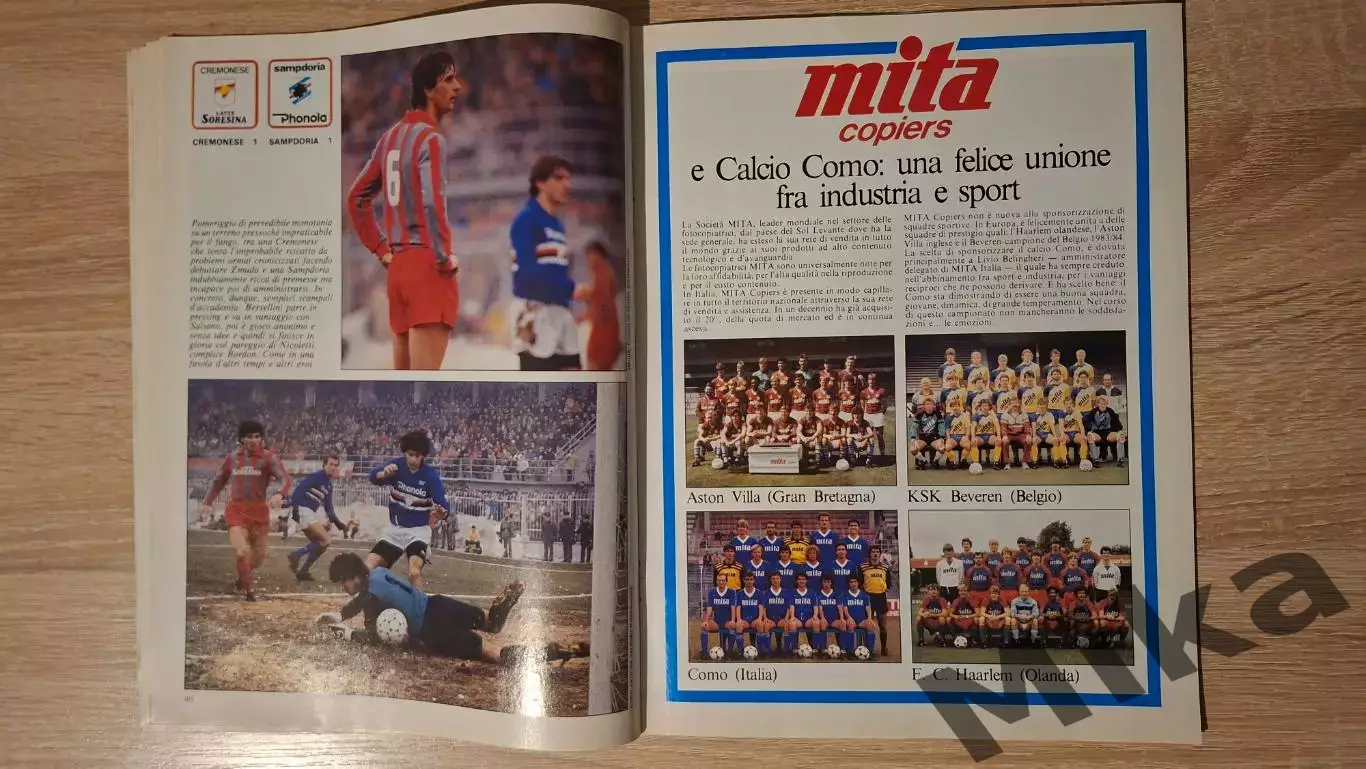 CREMONESE
LATTE
SORESINA
CREMONESE 1
sampdoria
Phonola
SAMPDORIA 1
Pomeriggio di prevedibile monotonia
su un terreno pressoché impraticabile
per il fango, tra una Cremonese
che tenta l'improbabile riscatto da
problemi ormai cronicizzati facendo
debuttare Zmuda e una Sampdoria
indubbiamente ricca di premesse ma
incapace poi di amministrarsi. In
concreto, dunque, semplici scampali
d'accademia. Bersellini parte in
pressing e va in vantaggio con
Salsano, poi è gioco anonimo e
senza idee e quindi si finisce in
gloria col pareggio di Nicoletti,
complice Bordon. Come in una
favola d'altri tempi e altri eroi
6
SORESINA
Phonola
mita
copiers
e Calcio Como: una felice unione
fra industria e sport
La Società MITA, leader mondiale nel settore delle
fotocopiatrici, dal paese del Sol Levante dove ha
sede generale, ha esteso la sua rete di vendita in tutto
il mondo grazie ai suoi prodotti ad alto contenuto
tecnologico e d'avanguardia
Le fotocopiatrici MITA sono universalmente note per
la loro affidabilità, per l'alta qualità nella riproduzione
e per il costo contenuto.
In Italia, MITA Copiers è presente in modo capilla-
re in tutto il territorio nazionale attraverso la sua rete
di vendita e assistenza. In un decennio ha già acquisi-
to il 20% della quota di mercato ed è in continua
ascesa.
MITA Copiers non è nuova alla sponsorizzazione di
squadre sportive. In Europa, è felicemente unita a delle
squadre di prestigio quali: l'Haarlem olandese, l'Aston
Villa inglese e il Beveren-campione del Belgio 1983/84.
La scelta di sponsorizzare il calcio Como, è dovuta
principalmente a Livio Belingheri — amministratore
delegato di MITA Italia — il quale ha sempre creduto
nell'abbinamento fra sport e industria, per i vantaggi
reciproci che ne possono derivare. E ha scelto bene: il
Como sta dimostrando di essere una buona squadra,
giovane, dinamica, di grande temperamento. Nel corso
di questo campionato non mancheranno le soddisfa-
zioni e... le emozioni.
mita
Aston Villa (Gran Bretagna)
mita
KSK Beveren (Belgio)
Como (Italia)
F. C. Haarlem (Olanda)
Mika